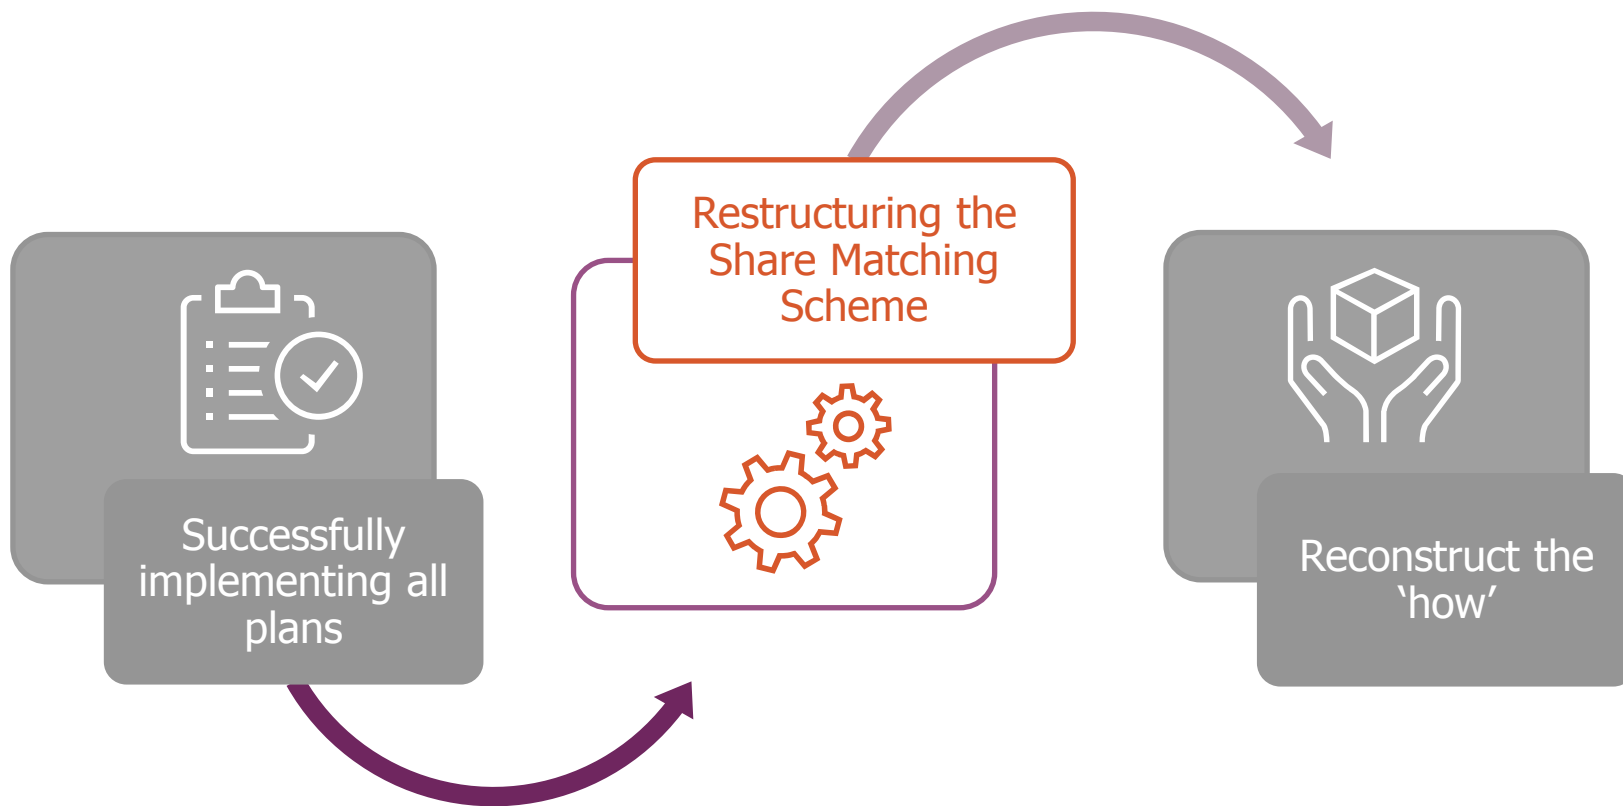 Successfully
implementing all
plans
Restructuring the
Share Matching
Scheme
Reconstruct the
‘how’